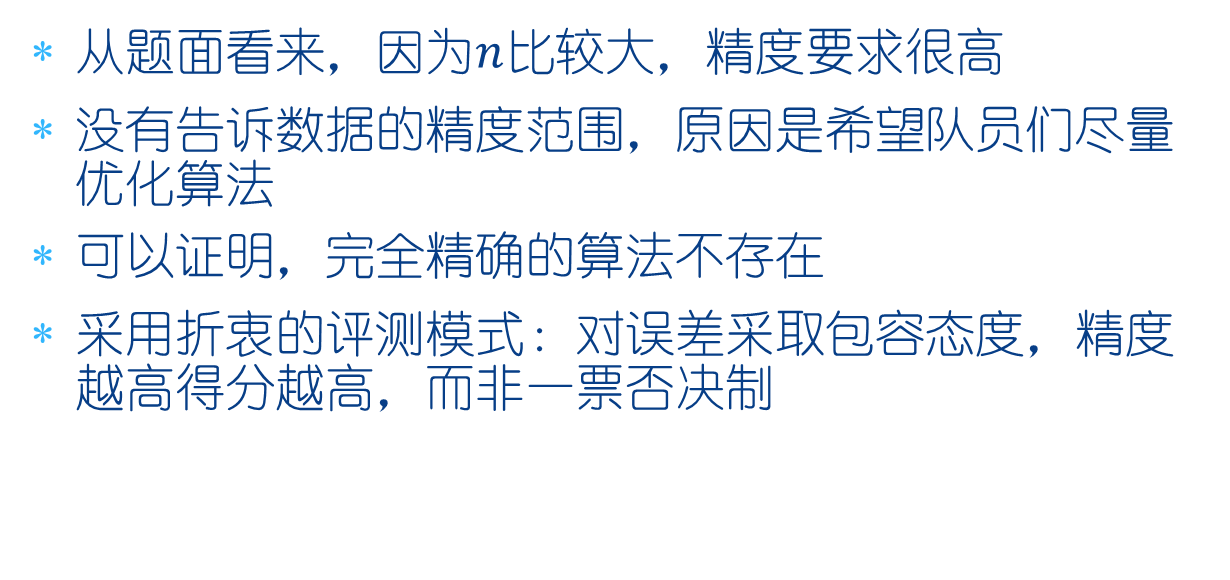 * 从题面看来，因为n比较大，精度要求很高
* 没有告诉数据的精度范围，原因是希望队员们尽量
优化算法
* 可以证明，完全精确的算法不存在
* 采用折衷的评测模式：对误差采取包容态度，精度
越高得分越高，而非一票否决制